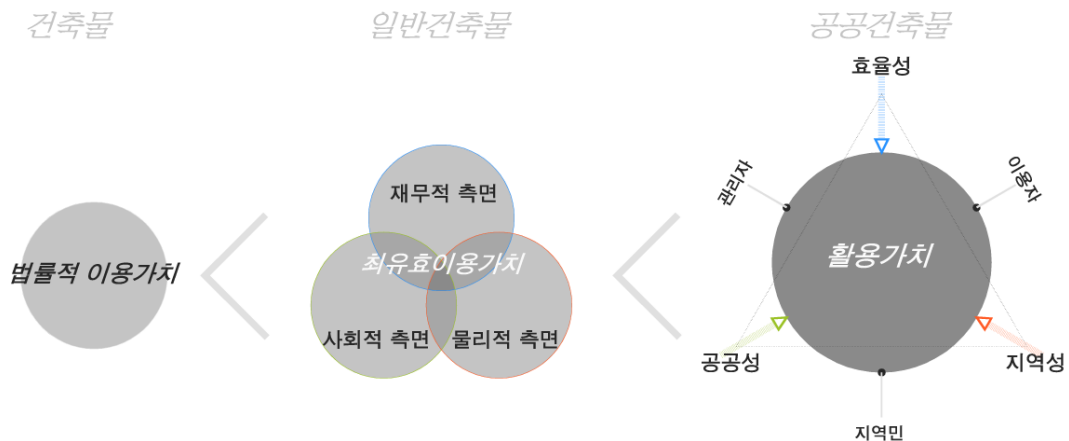 건축물
일반건축물
공공건축물
법률적 이용가치
재무적 측면
최유효이용가치
사회적 측면
물리적 측면
효율성
관리자
이용자
활용가치
공공성
지역성
지역민